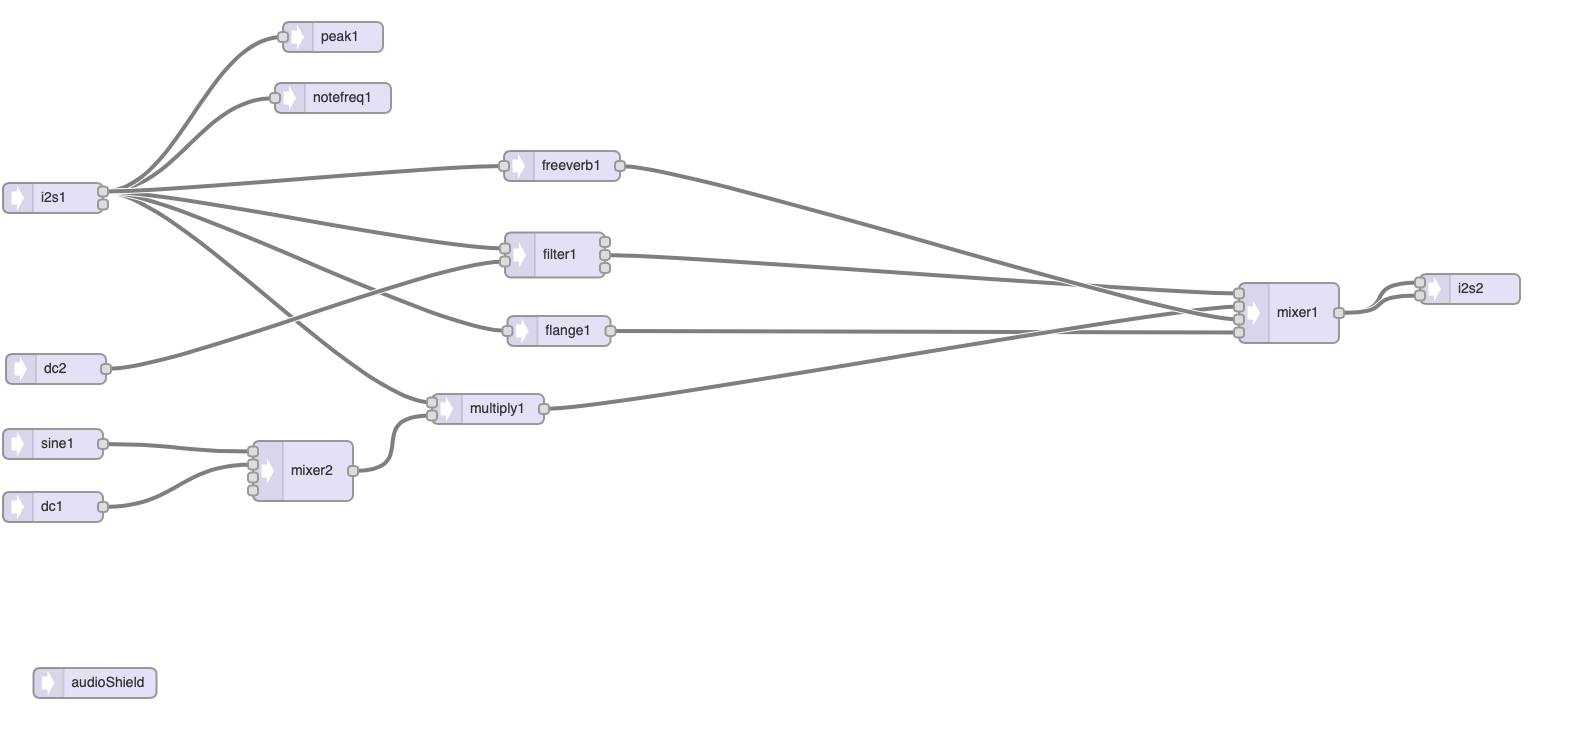 peak1
notefreq1
freeverb1
i2s1
filter1
i2s2
mixer1
flange1
dc2
multiply1
sine1
mixer2
dc1
audioShield